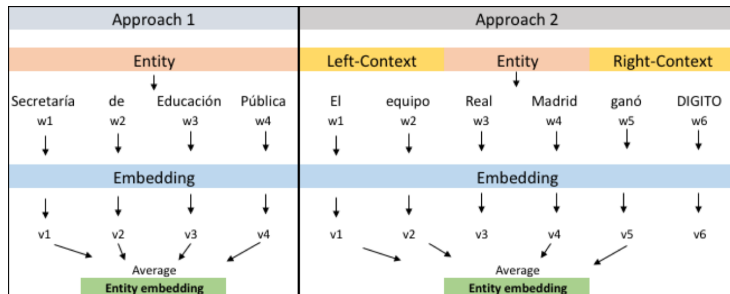 Approach 1 Approach 2
Entity Left-Context Entity Right-Context
Secretaría de Educación Pública El equipo Real Madrid ganó DIGITO
w1 w2 w3 w4 w1 w2 w3 w4 w5 w6
Embedding Embedding
v1 v2 v3 v4 v1 v2 v3 v4 v5 v6
Average Average
Entity embedding Entity embedding